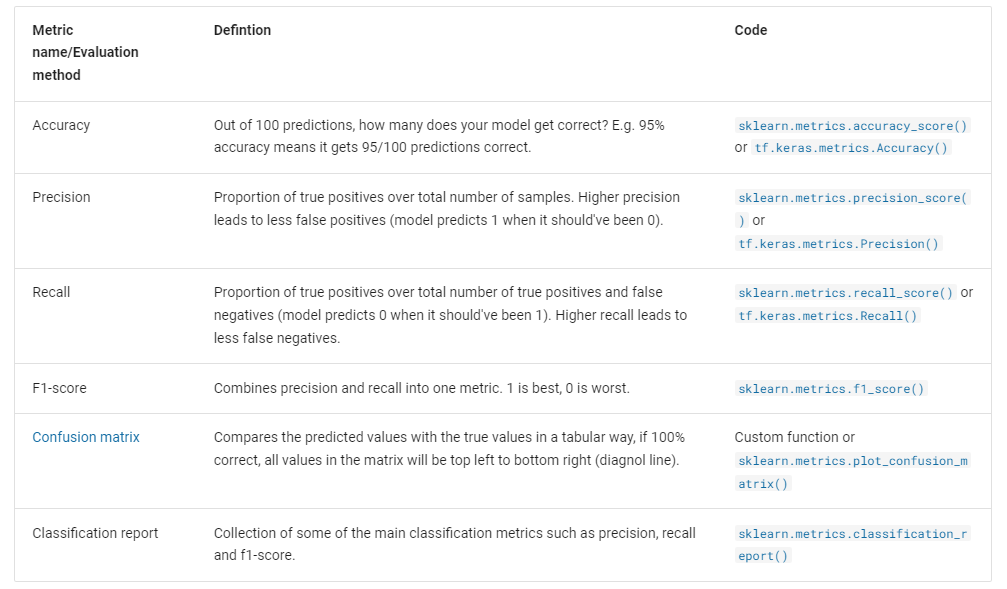 Metric
name/Evaluation
method
Defintion
Code
Accuracy
Out of 100 predictions, how many does your model get correct? E.g. 95%
accuracy means it gets 95/100 predictions correct.
sklearn.metrics.accuracy_score()
or tf.keras.metrics.Accuracy()
Precision
Proportion of true positives over total number of samples. Higher precision
leads to less false positives (model predicts 1 when it should've been 0).
sklearn.metrics.precision_score(
) or
tf.keras.metrics.Precision()
Recall
Proportion of true positives over total number of true positives and false
negatives (model predicts 0 when it should've been 1). Higher recall leads to
less false negatives.
sklearn.metrics.recall_score() or
tf.keras.metrics.Recall()
F1-score
Combines precision and recall into one metric. 1 is best, 0 is worst.
sklearn.metrics.f1_score()
Confusion matrix
Compares the predicted values with the true values in a tabular way, if 100%
correct, all values in the matrix will be top left to bottom right (diagnol line).
Custom function or
sklearn.metrics.plot_confusion_m
atrix()
Classification report
Collection of some of the main classification metrics such as precision, recall
and f1-score.
sklearn.metrics.classification_r
eport()